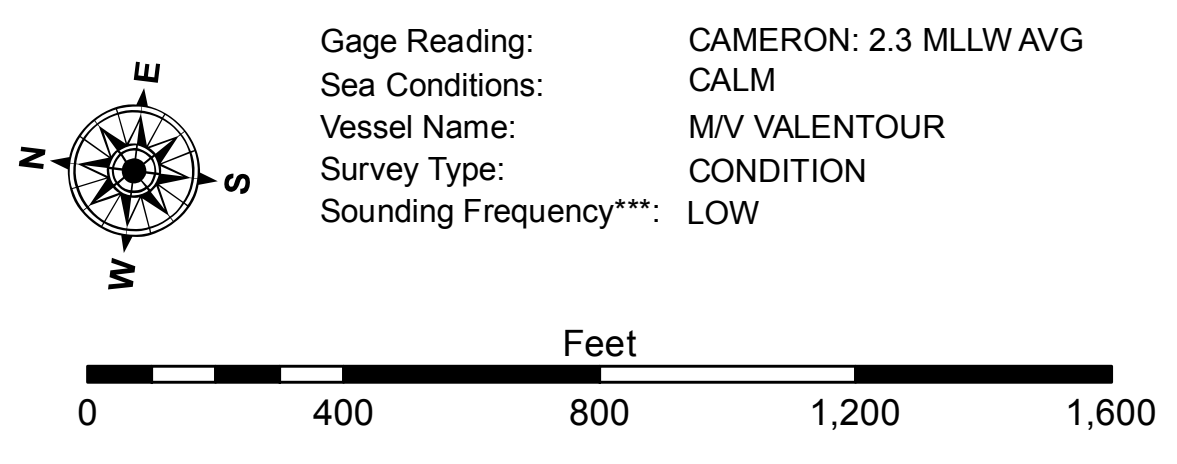 E
N
S
W
Gage Reading: CAMERON: 2.3 MLLW AVG
Sea Conditions: CALM
Vessel Name: M/V VALENTOUR
Survey Type: CONDITION
Sounding Frequency***: LOW
Feet
0 400 800 1,200 1,600